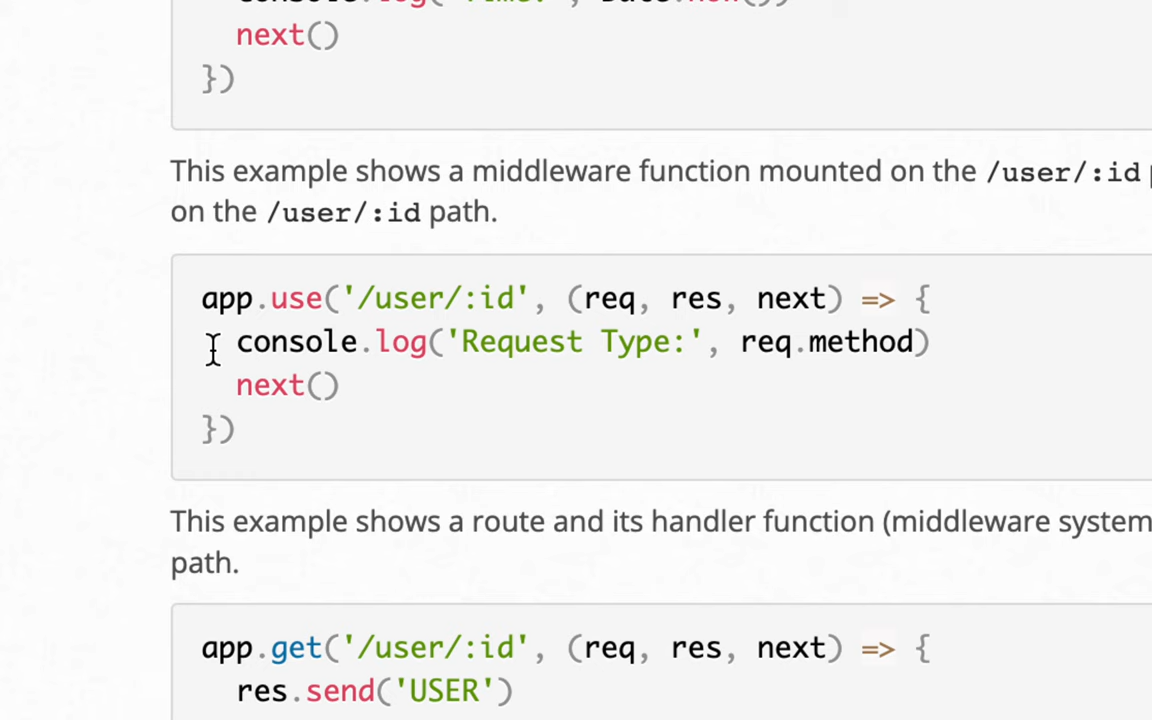 next()
})
This example shows a middleware function mounted on the /user/:id
on the /user/:id path.
app.use('/user/:id', (req, res, next) => {
console.log('Request Type:', req.method)
next()
})
This example shows a route and its handler function (middleware system
path.
app.get('/user/:id', (req, res, next) => {
res.send('USER')